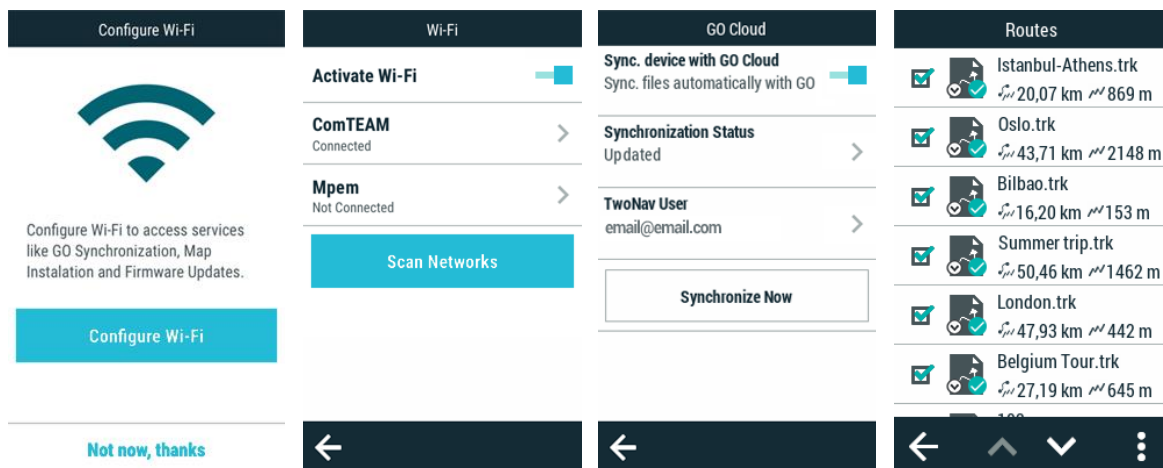 Configure Wi-Fi
Configure Wi-Fi to access services
like GO Synchronization, Map
Instalation and Firmware Updates.
Configure Wi-Fi
Not now, thanks
Wi-Fi
Activate Wi-Fi
ComTEAM
Connected
Mpem
Not Connected
Scan Networks
GO Cloud
Sync. device with GO Cloud
Sync. files automatically with GO
Synchronization Status
Updated
TwoNav User
email@email.com
Synchronize Now
Routes
Istanbul-Athens.trk
20,07 km 869 m
Oslo.trk
43,71 km 2148 m
Bilbao.trk
16,20 km 153 m
Summer trip.trk
50,46 km 1462 m
London.trk
47,93 km 442 m
Belgium Tour.trk
27,19 km 645 m